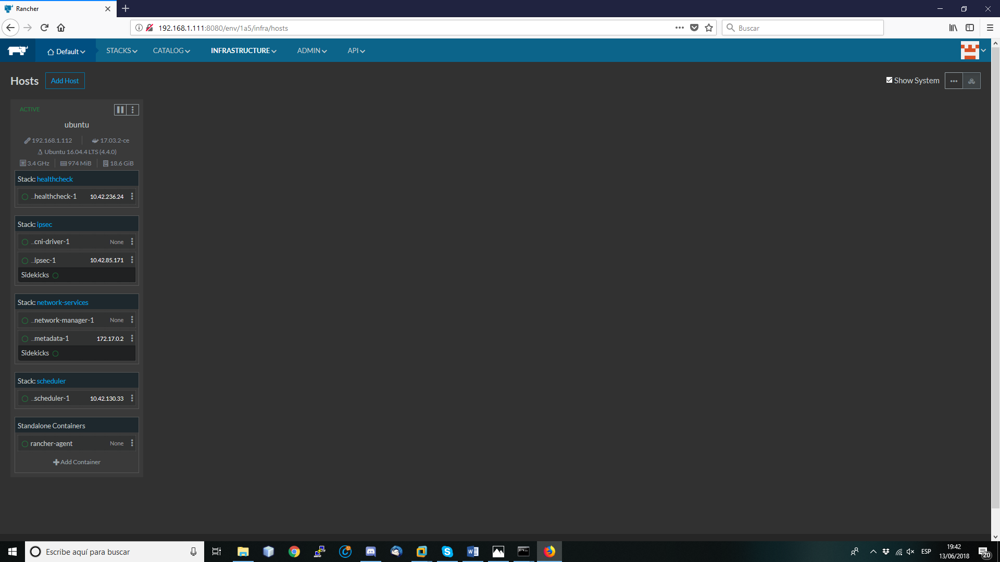 Rancher
192.168.1.111:8080/env/1a5/infra/hosts
Buscar
Default
STACKS
CATALOG
INFRASTRUCTURE
ADMIN
API
Hosts
Add Host
Show System
ACTIVE
ubuntu
192.168.1.112
17.03.2-ce
Ubuntu 16.04.4 LTS (4.4.0)
3.4 GHz
974 MiB
18.6 GiB
Stack: healthcheck
...healthcheck-1 10.42.236.24
Stack: ipsec
...cni-driver-1 None
...ipsec-1 10.42.85.171
Sidekicks
Stack: network-services
...network-manager-1 None
...metadata-1 172.17.0.2
Sidekicks
Stack: scheduler
...scheduler-1 10.42.130.33
Standalone Containers
rancher-agent None
Add Container
Escribe aquí para buscar
ESP
19:42
13/06/2018
20